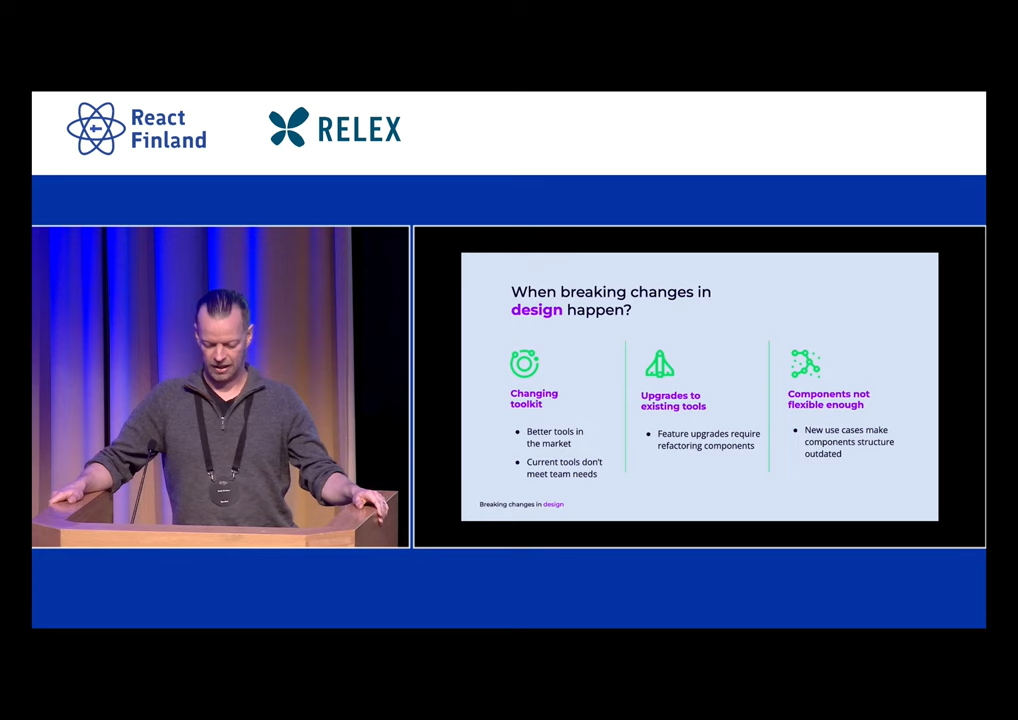 React
Finland
RELEX
When breaking changes in
design happen?
Changing
toolkit
● Better tools in
the market
● Current tools don't
meet team needs
Upgrades to
existing tools
● Feature upgrades require
refactoring components
Components not
flexible enough
● New use cases make
components structure
outdated
Breaking changes in design